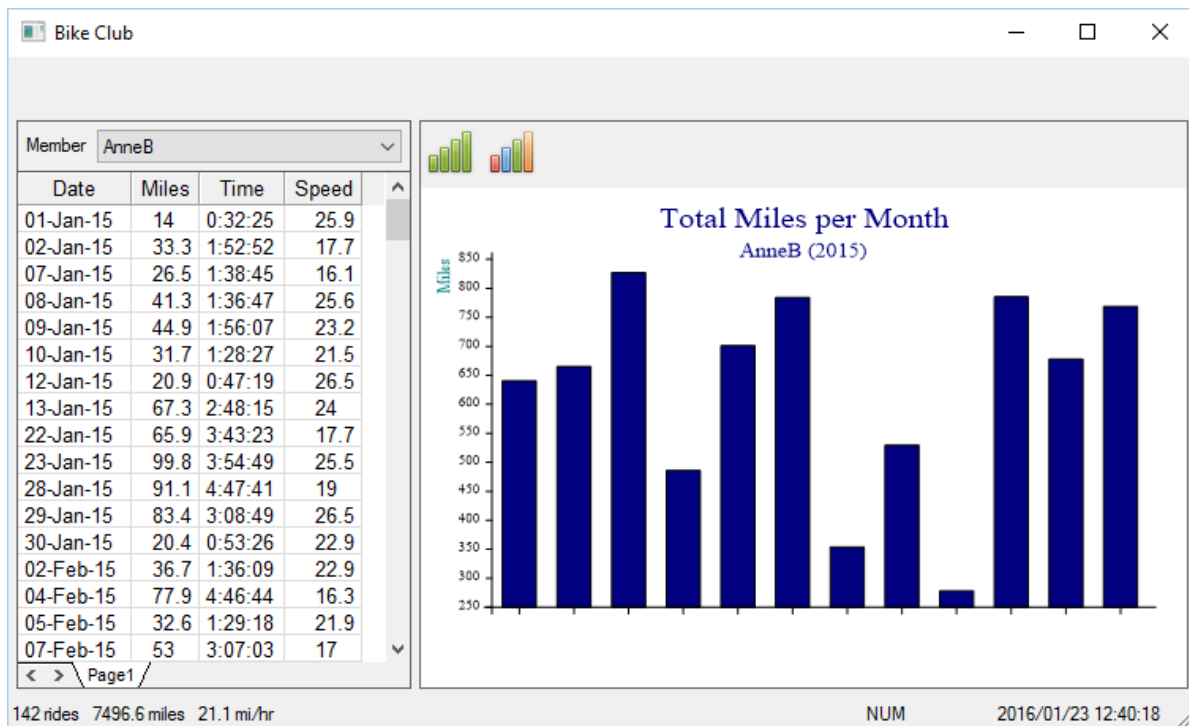 Bike Club
Member AnneB
Date Miles Time Speed
01-Jan-15 14 0:32:25 25.9
02-Jan-15 33.3 1:52:52 17.7
07-Jan-15 26.5 1:38:45 16.1
08-Jan-15 41.3 1:36:47 25.6
09-Jan-15 44.9 1:56:07 23.2
10-Jan-15 31.7 1:28:27 21.5
12-Jan-15 20.9 0:47:19 26.5
13-Jan-15 67.3 2:48:15 24
22-Jan-15 65.9 3:43:23 17.7
23-Jan-15 99.8 3:54:49 25.5
28-Jan-15 91.1 4:47:41 19
29-Jan-15 83.4 3:08:49 26.5
30-Jan-15 20.4 0:53:26 22.9
02-Feb-15 36.7 1:36:09 22.9
04-Feb-15 77.9 4:46:44 16.3
05-Feb-15 32.6 1:29:18 21.9
07-Feb-15 53 3:07:03 17
Page1
Total Miles per Month
AnneB (2015)
Miles
850
800
750
700
650
600
550
500
450
400
350
300
250
142 rides 7496.6 miles 21.1 mi/hr
NUM
2016/01/23 12:40:18